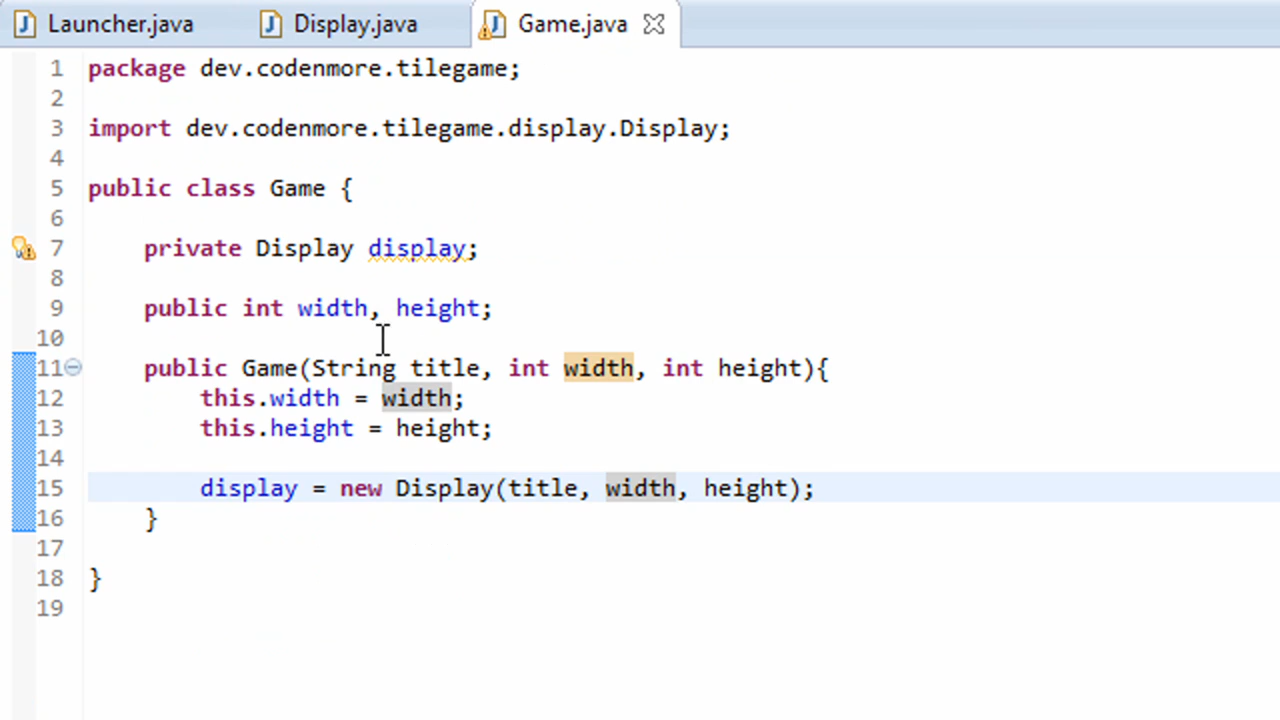 Launcher.java Display.java Game.java
1 package dev.codenmore.tilegame;
2
3 import dev.codenmore.tilegame.display.Display;
4
5 public class Game {
6
7 private Display display;
8
9 public int width, height;
10
11 public Game(String title, int width, int height){
12 this.width = width;
13 this.height = height;
14
15 display = new Display(title, width, height);
16 }
17
18 }
19